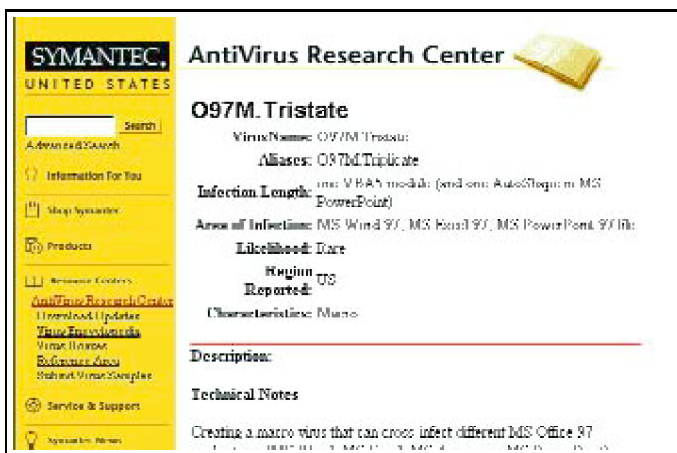 SYMANTEC.
UNITED STATES
Search
Advanced Search
Information For You
Shop Symantec
Products
Resource Centers
AntiVirus Research Center
Download Updates
Virus Encyclopedia
Virus Hoaxes
Reference Area
Submit Virus Samples
Service & Support
Symantec News
AntiVirus Research Center
O97M.Tristate
VirusName: O97M.Tristate
Aliases: O97M.Triplicate
Infection Length: one VBA5 module (and one AutoShape in MS
PowerPoint)
Area of Infection: MS Word 97, MS Excel 97, MS PowerPoint 97 file
Likelihood: Rare
Region
Reported: US
Characteristics: Macro
Description:
Technical Notes
Creating a macro virus that can cross infect different MS Office 97